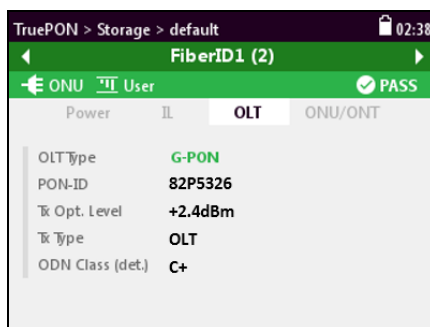 TruePON > Storage > default 02:38
FiberID1 (2)
ONU User PASS
Power IL OLT ONU/ONT
OLT Type G-PON
PON-ID 82P5326
Tx Opt. Level +2.4dBm
Tx Type OLT
ODN Class (det.) C+